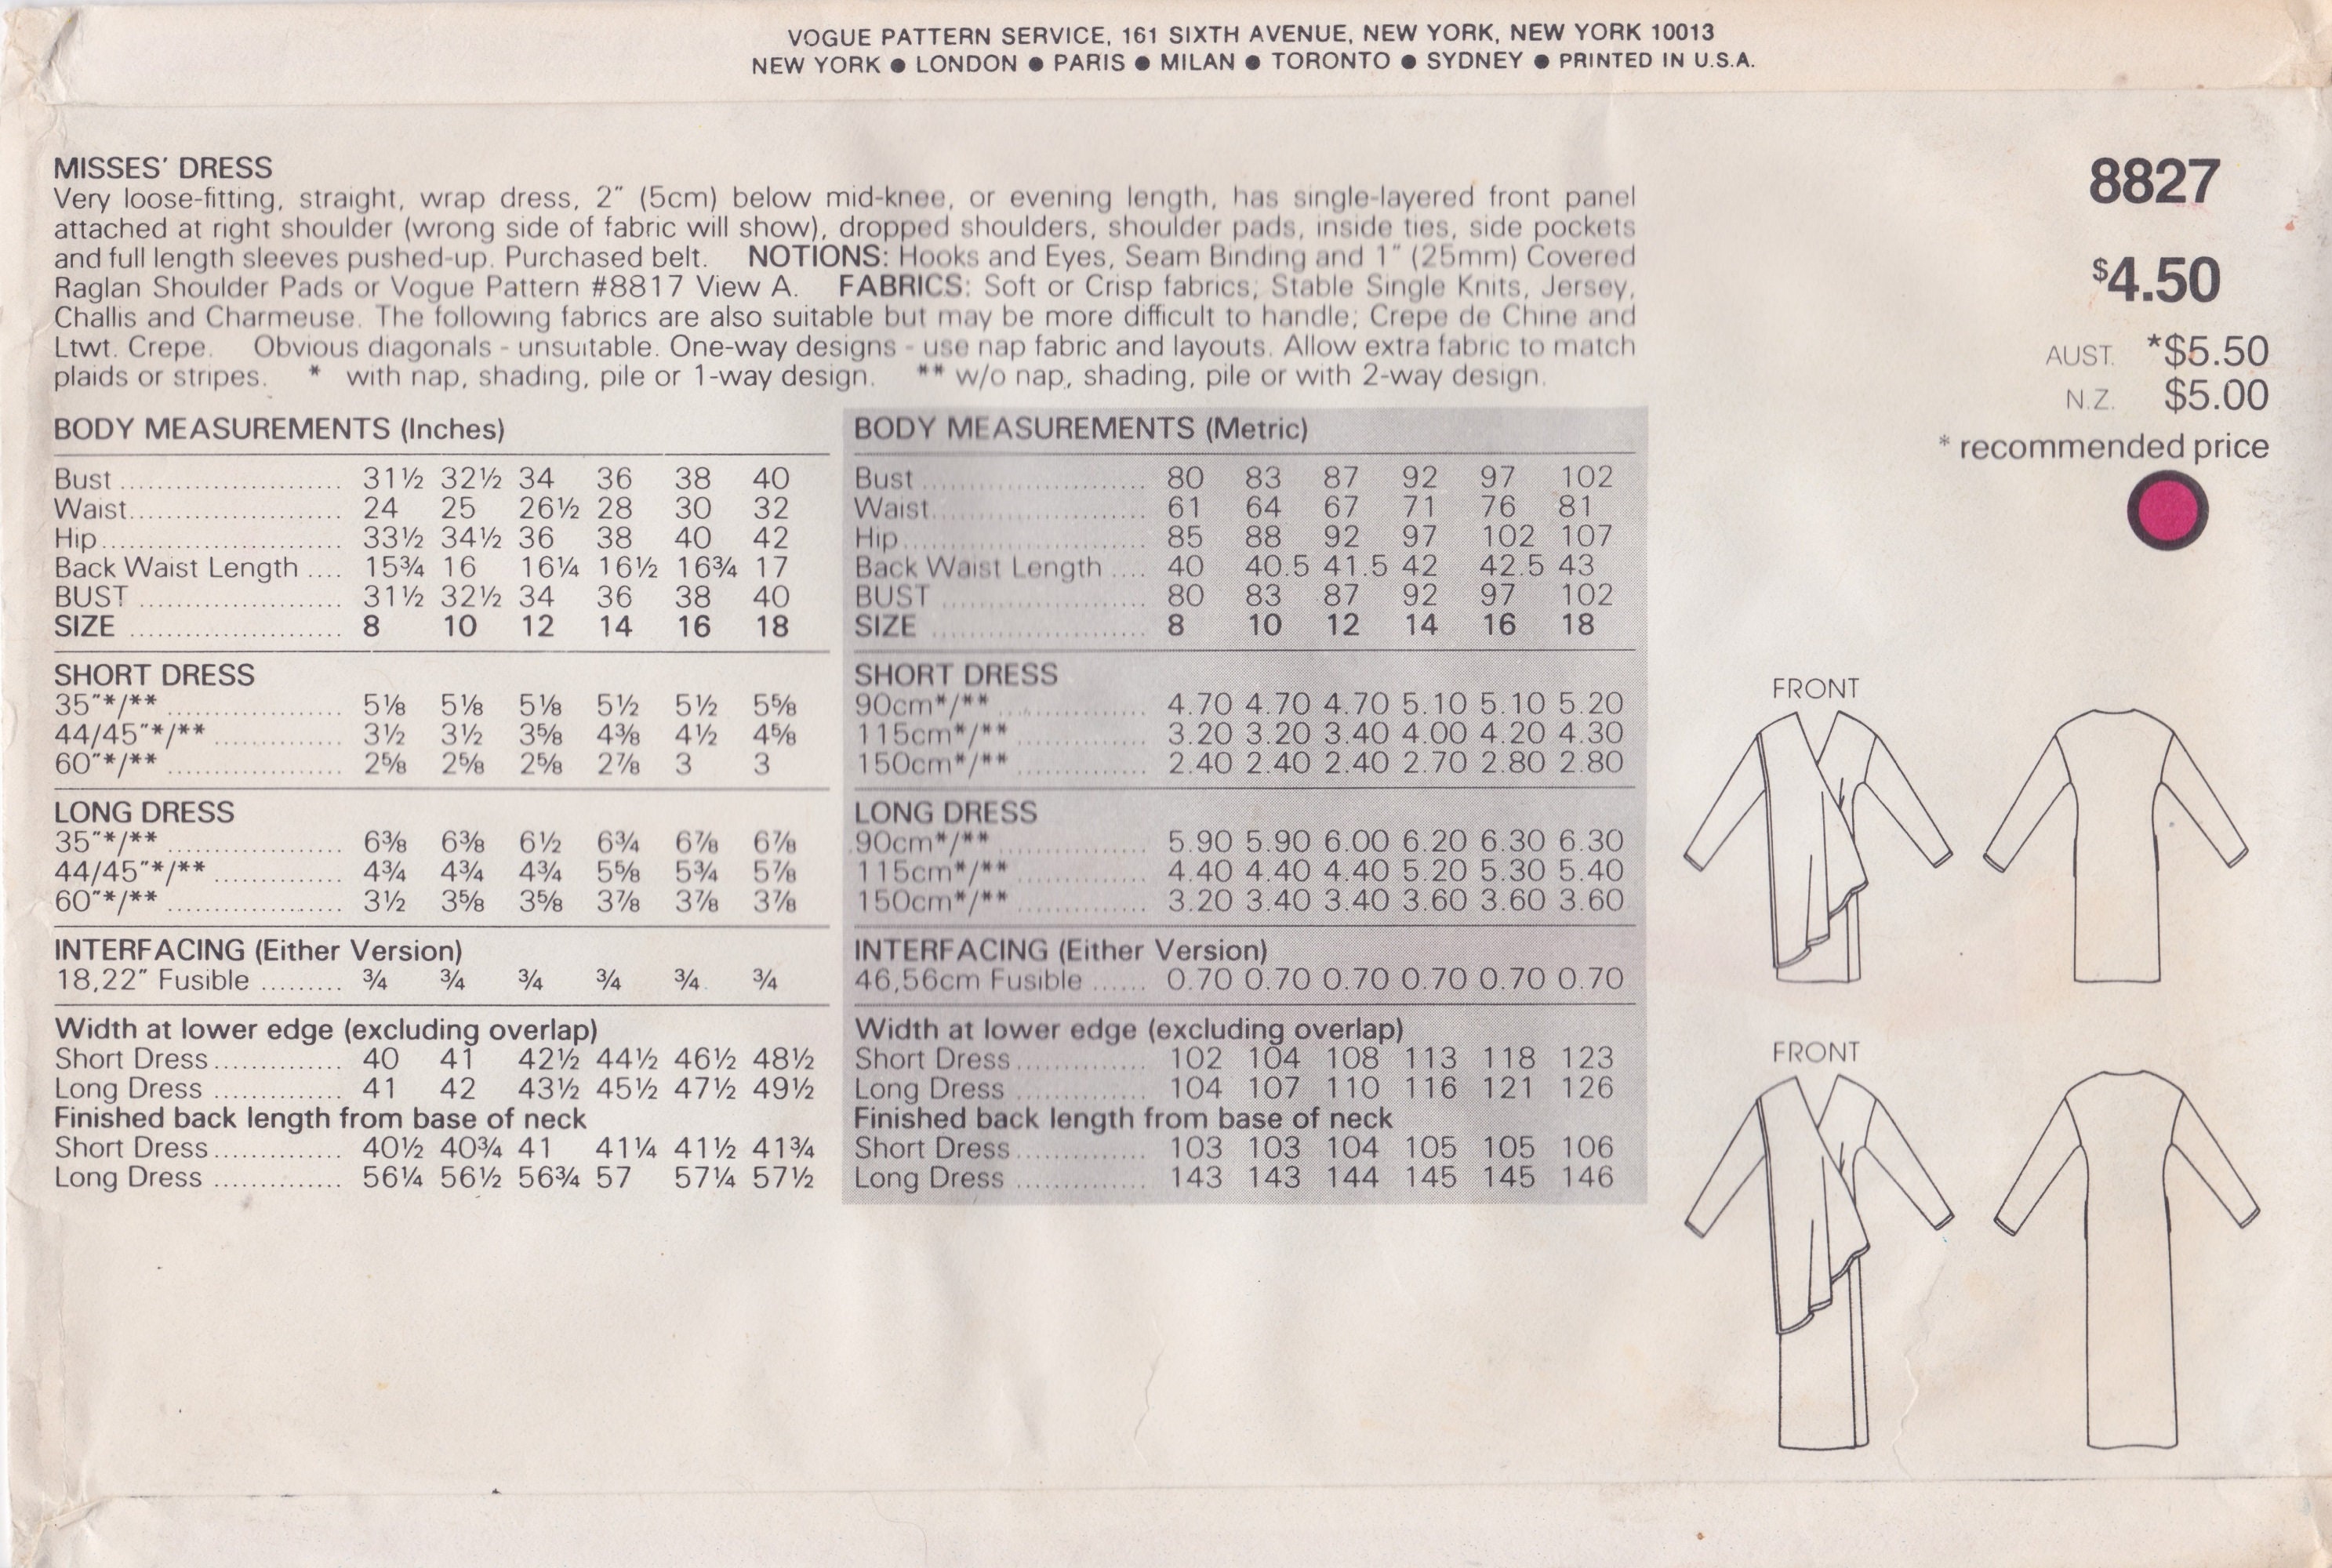 VOGUE PATTERN SERVICE, 161 SIXTH AVENUE, NEW YORK, NEW YORK 10013
NEW YORK ● LONDON ● PARIS ● MILAN ● TORONTO ● SYDNEY ● PRINTED IN U.S.A.
MISSES' DRESS
Very loose-fitting, straight, wrap dress, 2" (5cm) below mid-knee, or evening length, has single-layered front panel
attached at right shoulder (wrong side of fabric will show), dropped shoulders, shoulder pads, inside ties, side pockets
and full length sleeves pushed-up. Purchased belt. NOTIONS: Hooks and Eyes, Seam Binding and 1" (25mm) Covered
Raglan Shoulder Pads or Vogue Pattern #8817 View A. FABRICS: Soft or Crisp fabrics; Stable Single Knits, Jersey,
Challis and Charmeuse. The following fabrics are also suitable but may be more difficult to handle; Crepe de Chine and
Ltwt. Crepe. Obvious diagonals - unsuitable. One-way designs - use nap fabric and layouts. Allow extra fabric to match
plaids or stripes. * with nap, shading, pile or 1-way design. ** w/o nap, shading, pile or with 2-way design.
8827
$4.50
AUST. *$5.50
N.Z. $5.00
* recommended price
BODY MEASUREMENTS (Inches)
Bust ........ 31½ 32½ 34 36 38 40
Waist........ 24 25 26½ 28 30 32
Hip........ 33½ 34½ 36 38 40 42
Back Waist Length .... 15¾ 16 16¼ 16½ 16¾ 17
BUST ........ 31½ 32½ 34 36 38 40
SIZE ........ 8 10 12 14 16 18
SHORT DRESS
35"*/** ........ 5⅛ 5⅛ 5⅛ 5½ 5½ 5⅝
44/45"*/** ........ 3½ 3½ 3⅝ 4⅜ 4½ 4⅝
60"*/** ........ 2⅝ 2⅝ 2⅝ 2⅞ 3 3
LONG DRESS
35"*/** ........ 6⅜ 6⅜ 6½ 6¾ 6⅞ 6⅞
44/45"*/** ........ 4¾ 4¾ 4¾ 5⅝ 5¾ 5⅞
60"*/** ........ 3½ 3⅝ 3⅝ 3⅞ 3⅞ 3⅞
INTERFACING (Either Version)
18,22" Fusible ......... ¾ ¾ ¾ ¾ ¾ ¾
Width at lower edge (excluding overlap)
Short Dress........ 40 41 42½ 44½ 46½ 48½
Long Dress ........ 41 42 43½ 45½ 47½ 49½
Finished back length from base of neck
Short Dress........ 40½ 40¾ 41 41¼ 41½ 41¾
Long Dress ........ 56¼ 56½ 56¾ 57 57¼ 57½
BODY MEASUREMENTS (Metric)
Bust........ 80 83 87 92 97 102
Waist........ 61 64 67 71 76 81
Hip........ 85 88 92 97 102 107
Back Waist Length .... 40 40.5 41.5 42 42.5 43
BUST ........ 80 83 87 92 97 102
SIZE ........ 8 10 12 14 16 18
SHORT DRESS
90cm*/** ........ 4.70 4.70 4.70 5.10 5.10 5.20
115cm*/** ........ 3.20 3.20 3.40 4.00 4.20 4.30
150cm*/** ........ 2.40 2.40 2.40 2.70 2.80 2.80
LONG DRESS
90cm*/** ........ 5.90 5.90 6.00 6.20 6.30 6.30
115cm*/** ........ 4.40 4.40 4.40 5.20 5.30 5.40
150cm*/** ........ 3.20 3.40 3.40 3.60 3.60 3.60
INTERFACING (Either Version)
46,56cm Fusible ...... 0.70 0.70 0.70 0.70 0.70 0.70
Width at lower edge (excluding overlap)
Short Dress........ 102 104 108 113 118 123
Long Dress ........ 104 107 110 116 121 126
Finished back length from base of neck
Short Dress........ 103 103 104 105 105 106
Long Dress ........ 143 143 144 145 145 146
FRONT
FRONT